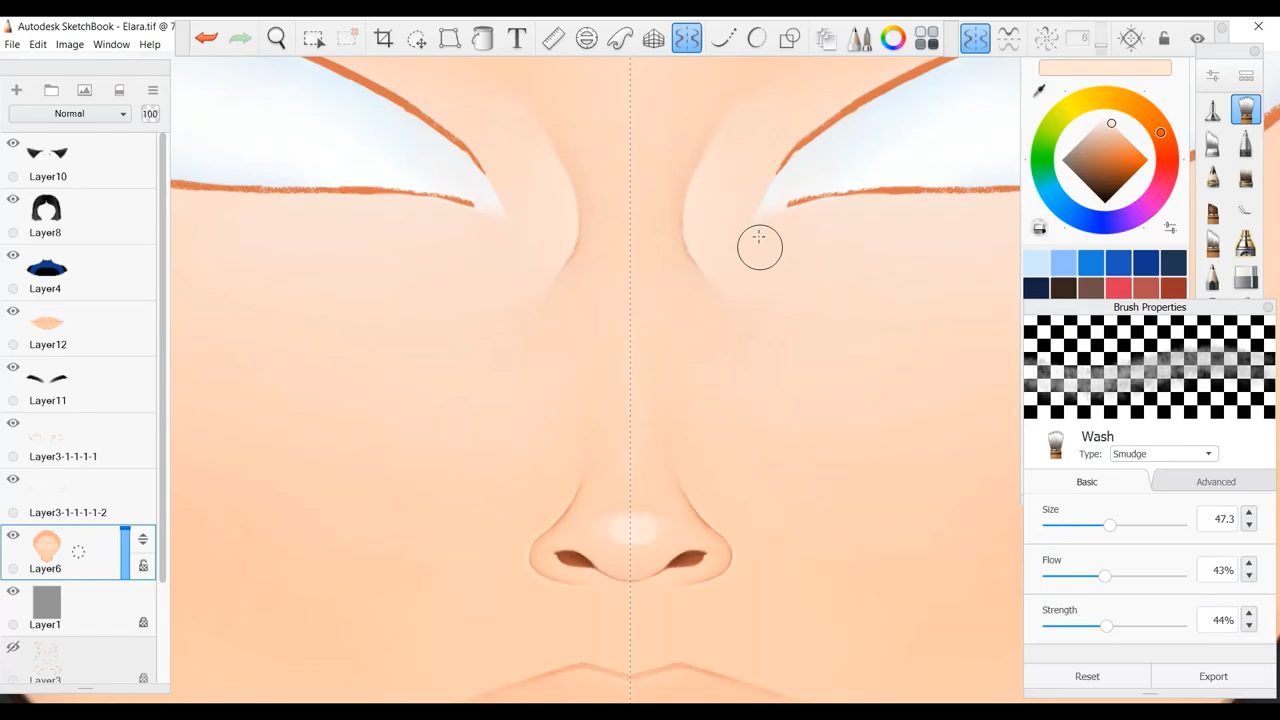 Autodesk SketchBook - Elara.tif @ 7
File Edit Image Window Help
T
6
Normal 100
Layer10
Layer8
Layer4
Layer12
Layer11
Layer3-1-1-1-1
Layer3-1-1-1-1-2
Layer6
Layer1
Layer3
Brush Properties
Wash
Type: Smudge
Basic Advanced
Size
47.3
Flow
43%
Strength
44%
Reset Export